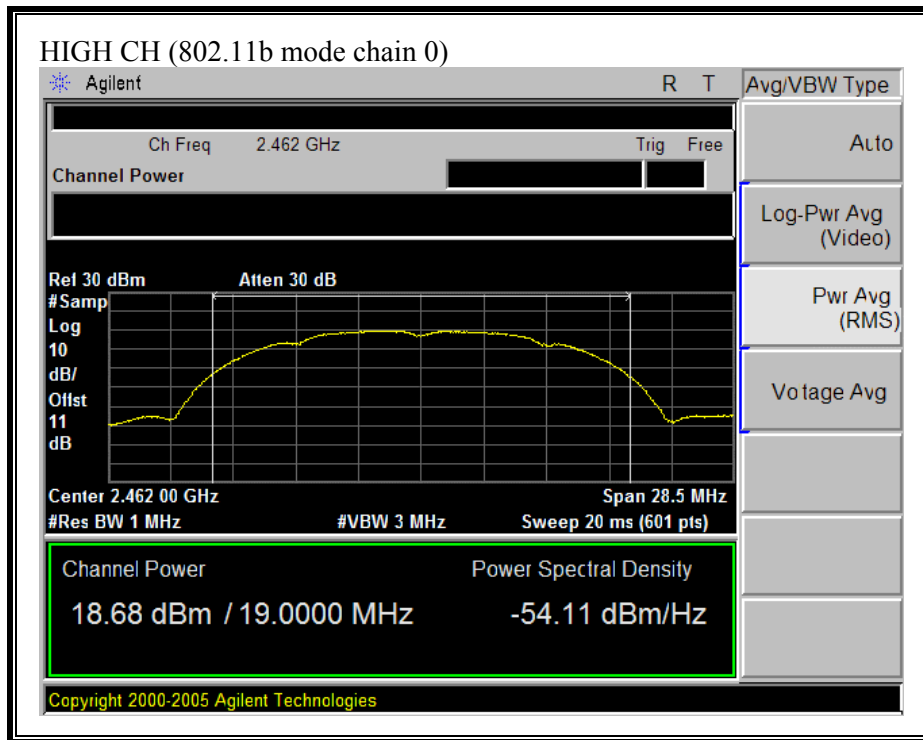 HIGH CH (802.11b mode chain 0)
Agilent R T
Avg/VBW Type
Ch Freq 2.462 GHz Trig Free
Channel Power
Auto
Log-Pwr Avg
(Video)
Pwr Avg
(RMS)
Votage Avg
Ref 30 dBm Atten 30 dB
#Samp
Log
10
dB/
Offst
11
dB
Center 2.462 00 GHz Span 28.5 MHz
#Res BW 1 MHz #VBW 3 MHz Sweep 20 ms (601 pts)
Channel Power Power Spectral Density
18.68 dBm / 19.0000 MHz -54.11 dBm/Hz
Copyright 2000-2005 Agilent Technologies